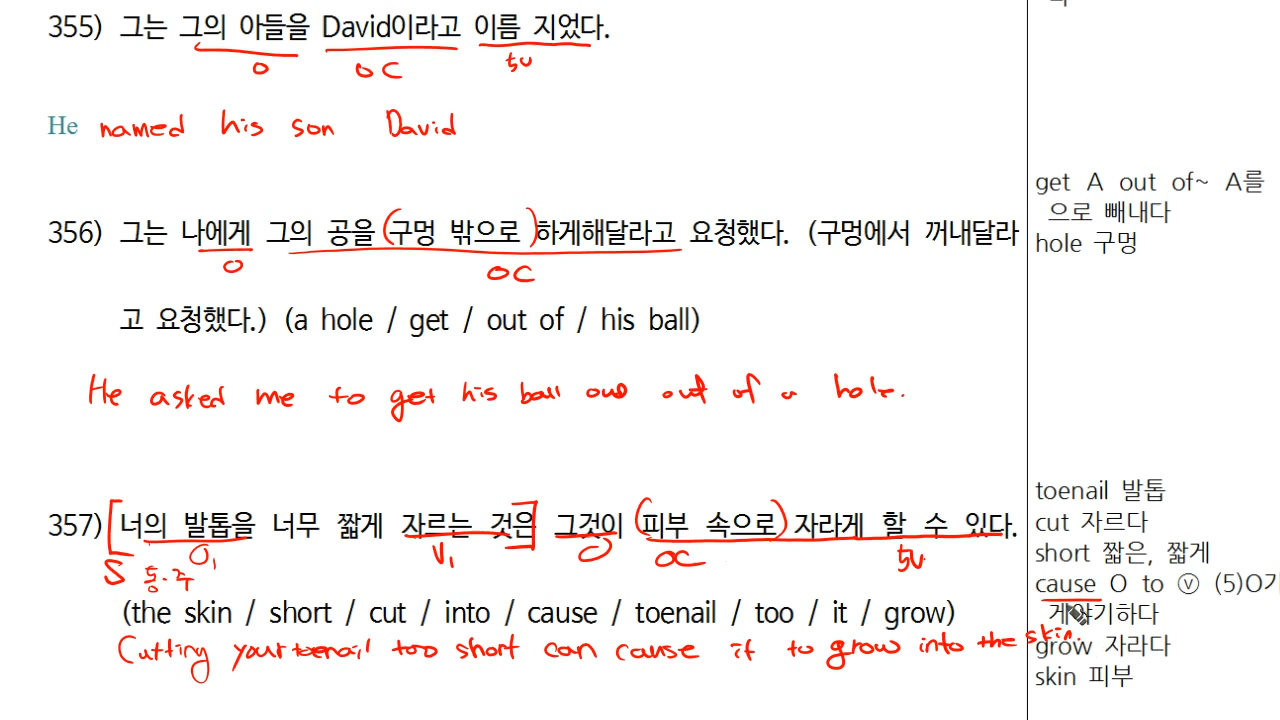 355) 그는 그의 아들을 David이라고 이름 지었다.
O OC 5V
He named his son David
356) 그는 나에게 그의 공을 (구멍 밖으로) 하게해달라고 요청했다. (구멍에서 꺼내달라
O OC
고 요청했다.) (a hole / get / out of / his ball)
He asked me to get his ball out of a hole.
357) [너의 발톱을 너무 짧게 자르는 것은] 그것이 (피부 속으로) 자라게 할 수 있다.
S O1 V1 O OC 5V
동.주
(the skin / short / cut / into / cause / toenail / too / it / grow)
Cutting your toenail too short can cause it to grow into the skin.
get A out of~ A를
으로 빼내다
hole 구멍
toenail 발톱
cut 자르다
short 짧은, 짧게
cause O to ⓥ (5)O가
게야기하다
grow 자라다
skin 피부